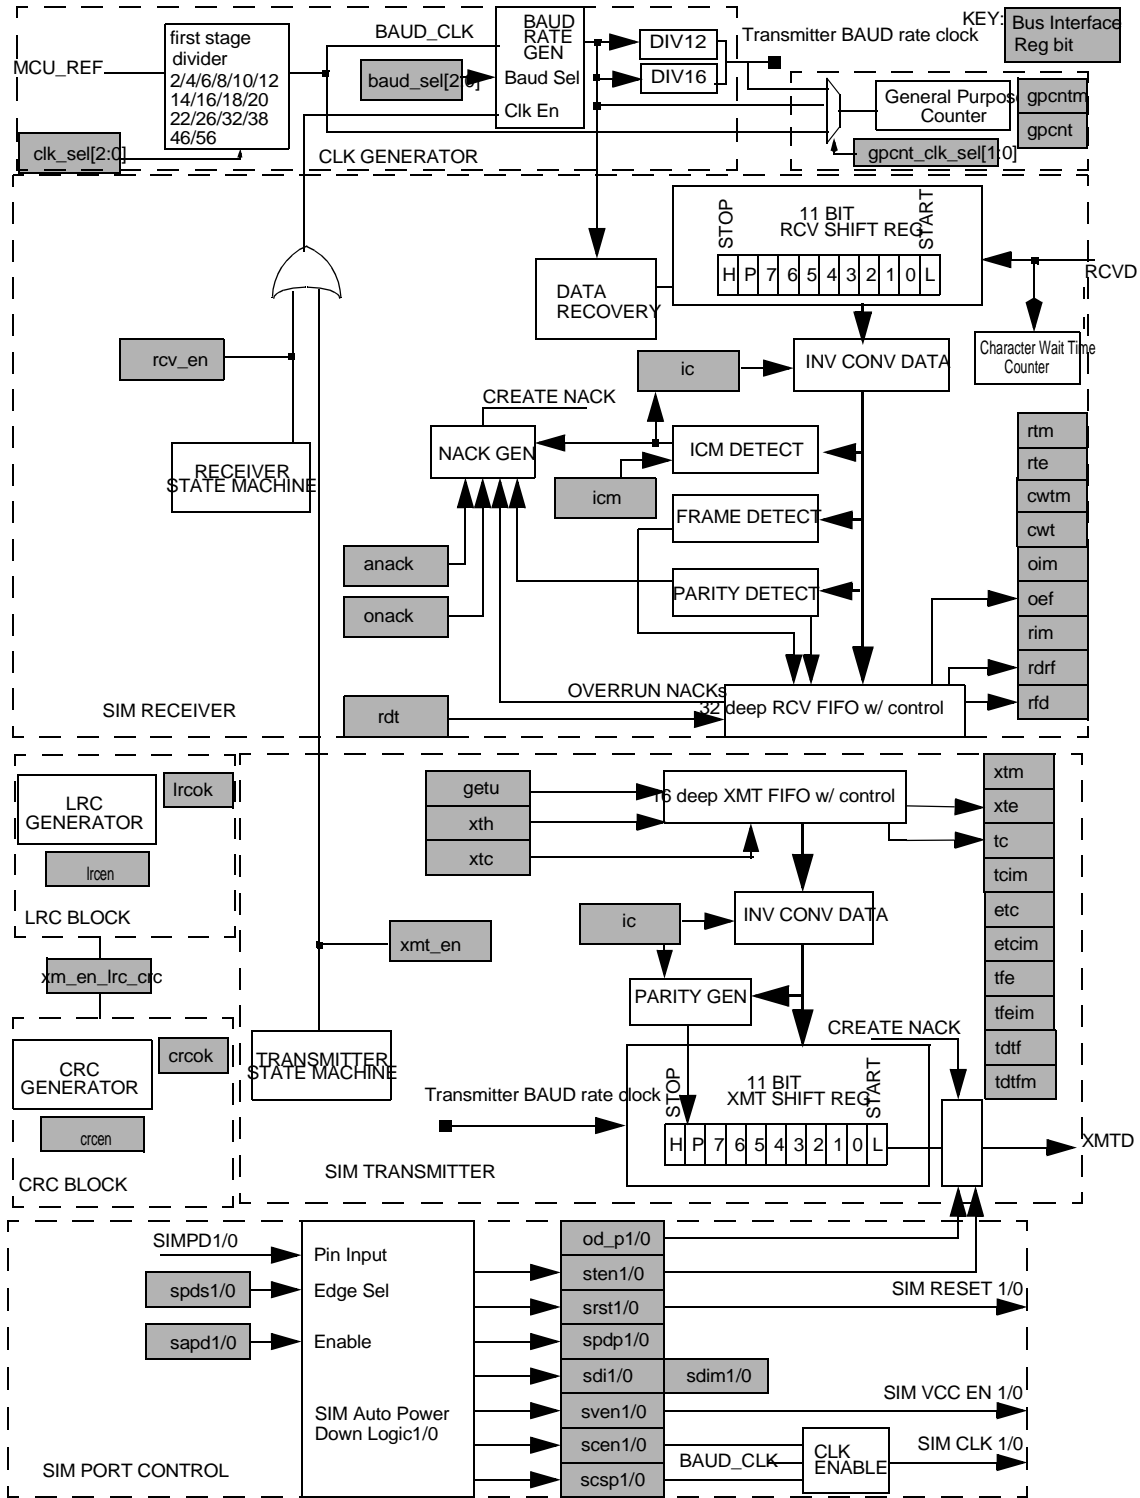 KEY:
Bus Interface
Reg bit
MCU_REF
first stage
divider
2/4/6/8/10/12
14/16/18/20
22/26/32/38
46/56
clk_sel[2:0]
BAUD_CLK
baud_sel[2:0]
BAUD
RATE
GEN
Baud Sel
Clk En
DIV12
DIV16
Transmitter BAUD rate clock
General Purpose
Counter
gpcntm
gpcnt
gpcnt_clk_sel[1:0]
CLK GENERATOR
STOP
11 BIT
RCV SHIFT REG
START
H P 7 6 5 4 3 2 1 0 L
RCVD
DATA
RECOVERY
Character Wait Time
Counter
rcv_en
ic
INV CONV DATA
CREATE NACK
NACK GEN
ICM DETECT
icm
RECEIVER
STATE MACHINE
FRAME DETECT
anack
PARITY DETECT
onack
rtm
rte
cwtm
cwt
oim
oef
rim
rdrf
rfd
OVERRUN NACKs
32 deep RCV FIFO w/ control
rdt
SIM RECEIVER
LRC
GENERATOR
lrcok
lrcen
LRC BLOCK
xm_en_lrc_crc
CRC
GENERATOR
crcok
crcen
CRC BLOCK
getu
xth
xtc
16 deep XMT FIFO w/ control
xtm
xte
tc
tcim
etc
etcim
tfe
tfeim
tdtf
tdtfm
xmt_en
ic
INV CONV DATA
PARITY GEN
CREATE NACK
TRANSMITTER
STATE MACHINE
Transmitter BAUD rate clock
STOP
11 BIT
XMT SHIFT REG
START
H P 7 6 5 4 3 2 1 0 L
XMTD
SIM TRANSMITTER
SIMPD1/0
spds1/0
sapd1/0
Pin Input
Edge Sel
Enable
SIM Auto Power
Down Logic1/0
od_p1/0
sten1/0
srst1/0
spdp1/0
sdi1/0
sdim1/0
sven1/0
scen1/0
scsp1/0
SIM RESET 1/0
SIM VCC EN 1/0
BAUD_CLK
CLK
ENABLE
SIM CLK 1/0
SIM PORT CONTROL